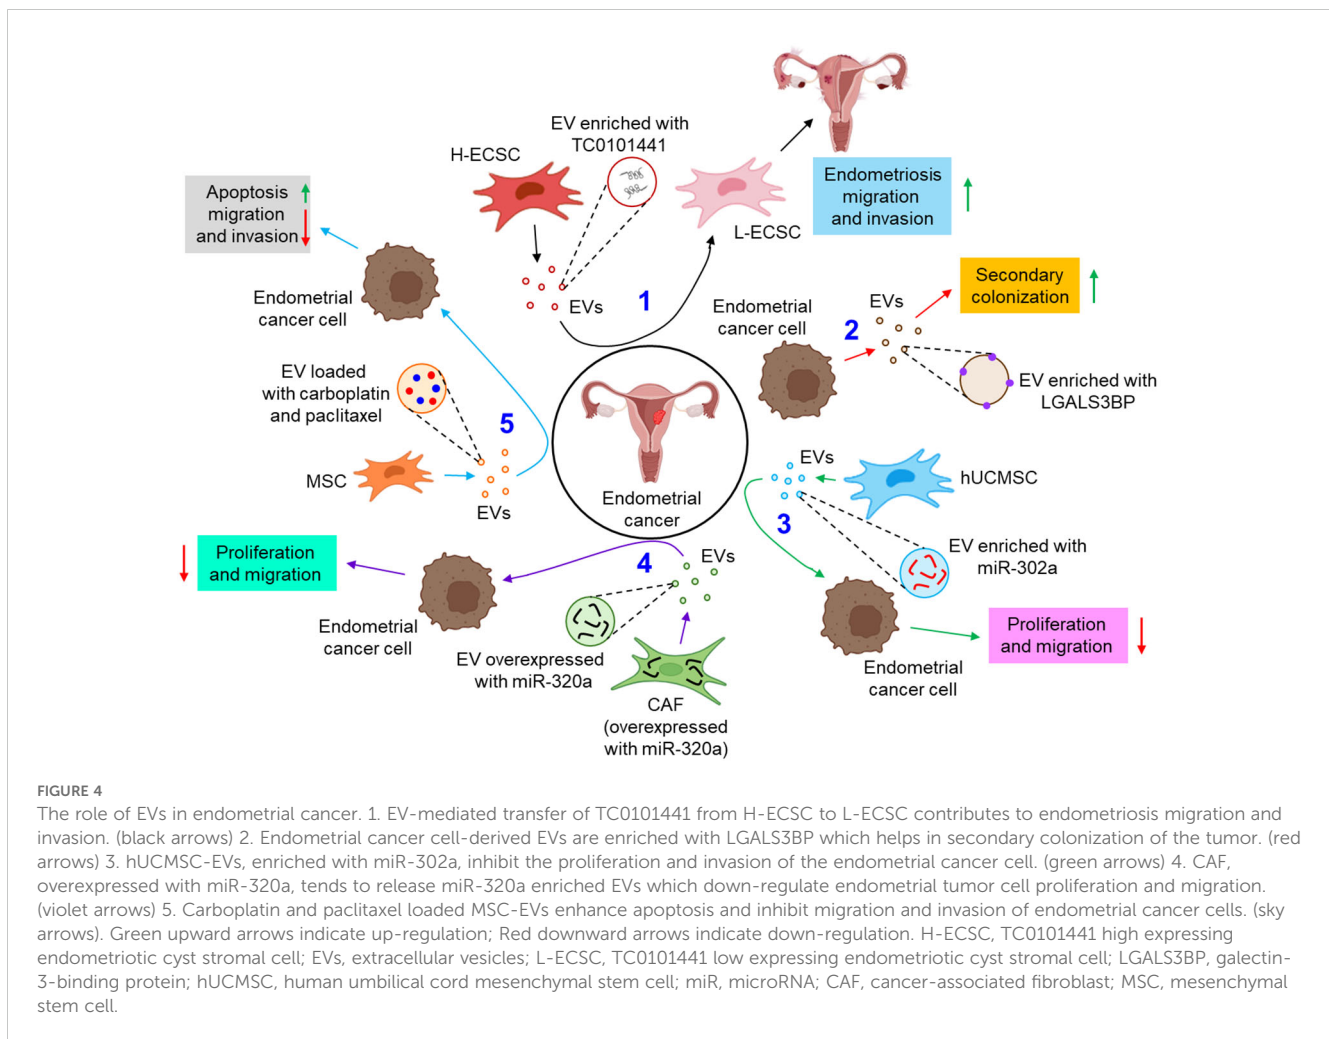 EV enriched with
TC0101441
H-ECSC
L-ECSC
EVs
1
Endometriosis
migration
and invasion
Apoptosis
migration
and invasion
Endometrial
cancer cell
Endometrial
cancer cell
2
EVs
Secondary
colonization
EV enriched with
LGALS3BP
EV loaded
with carboplatin
and paclitaxel
5
MSC
EVs
Endometrial
cancer
EVs
hUCMSC
3
EV enriched with
miR-302a
Endometrial
cancer cell
Proliferation
and migration
Proliferation
and migration
4
EVs
Endometrial
cancer cell
EV overexpressed
with miR-320a
CAF
(overexpressed
with miR-320a)
FIGURE 4
The role of EVs in endometrial cancer. 1. EV-mediated transfer of TC0101441 from H-ECSC to L-ECSC contributes to endometriosis migration and
invasion. (black arrows) 2. Endometrial cancer cell-derived EVs are enriched with LGALS3BP which helps in secondary colonization of the tumor. (red
arrows) 3. hUCMSC-EVs, enriched with miR-302a, inhibit the proliferation and invasion of the endometrial cancer cell. (green arrows) 4. CAF,
overexpressed with miR-320a, tends to release miR-320a enriched EVs which down-regulate endometrial tumor cell proliferation and migration.
(violet arrows) 5. Carboplatin and paclitaxel loaded MSC-EVs enhance apoptosis and inhibit migration and invasion of endometrial cancer cells. (sky
arrows). Green upward arrows indicate up-regulation; Red downward arrows indicate down-regulation. H-ECSC, TC0101441 high expressing
endometriotic cyst stromal cell; EVs, extracellular vesicles; L-ECSC, TC0101441 low expressing endometriotic cyst stromal cell; LGALS3BP, galectin-
3-binding protein; hUCMSC, human umbilical cord mesenchymal stem cell; miR, microRNA; CAF, cancer-associated fibroblast; MSC, mesenchymal
stem cell.